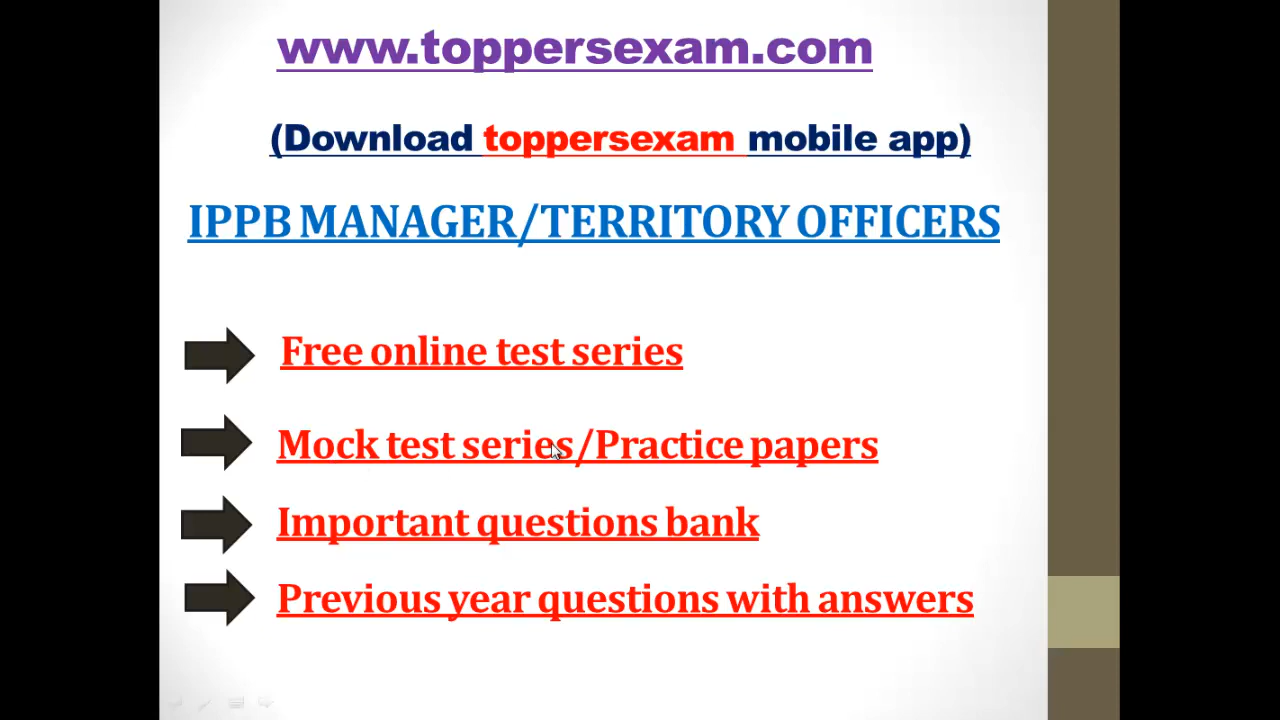 www.toppersexam.com
(Download toppersexam mobile app)
IPPB MANAGER/TERRITORY OFFICERS
Free online test series
Mock test series/Practice papers
Important questions bank
Previous year questions with answers